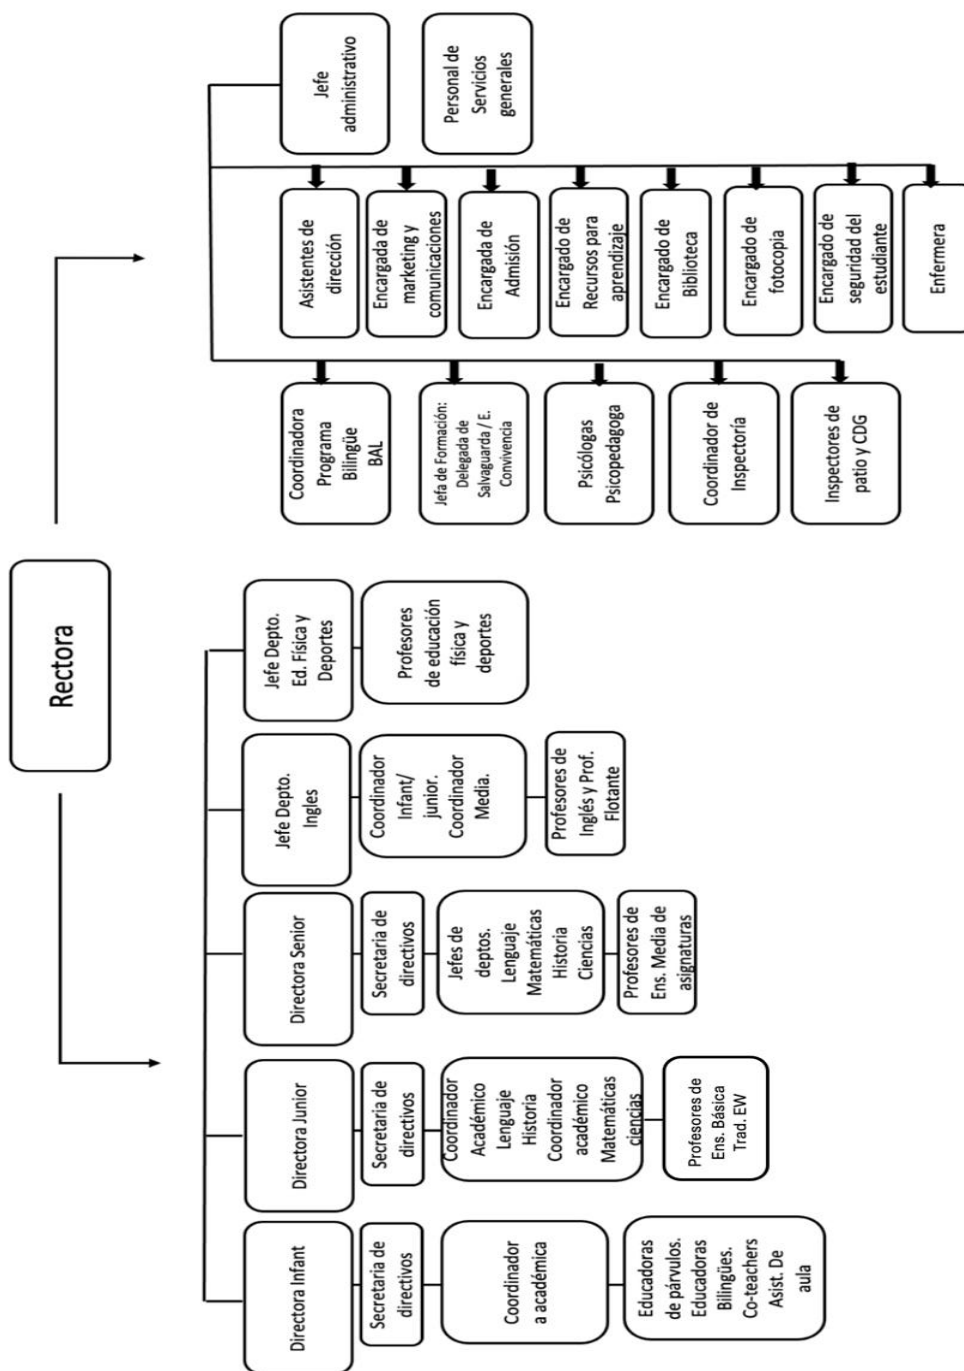 Rectora
Directora Infant
Secretaria de
directivos
Coordinador
a académica
Educadoras
de párvulos.
Educadoras
Bilingües.
Co-teachers
Asist. De
aula
Directora Junior
Secretaria de
directivos
Coordinador
Académico
Lenguaje
Historia
Coordinador
académico
Matemáticas
ciencias
Profesores de
Ens. Básica
Trad. EW
Directora Senior
Secretaria de
directivos
Jefes de
deptos.
Lenguaje
Matemáticas
Historia
Ciencias
Profesores de
Ens. Media de
asignaturas
Jefe Depto.
Ingles
Coordinador
Infant/
junior.
Coordinador
Media.
Profesores de
Inglés y Prof.
Flotante
Jefe Depto.
Ed. Física y
Deportes
Profesores
de educación
física y
deportes
Coordinadora
Programa
Bilingüe
BAL
Jefa de Formación:
Delegada de
Salvaguarda / E.
Convivencia
Psicólogas
Psicopedagoga
Coordinador de
Inspectoría
Inspectores de
patio y CDG
Asistentes de
dirección
Encargada de
marketing y
comunicaciones
Encargada de
Admisión
Encargado de
Recursos para
aprendizaje
Encargado de
Biblioteca
Encargado de
fotocopia
Encargado de
seguridad del
estudiante
Enfermera
Jefe
administrativo
Personal de
Servicios
generales